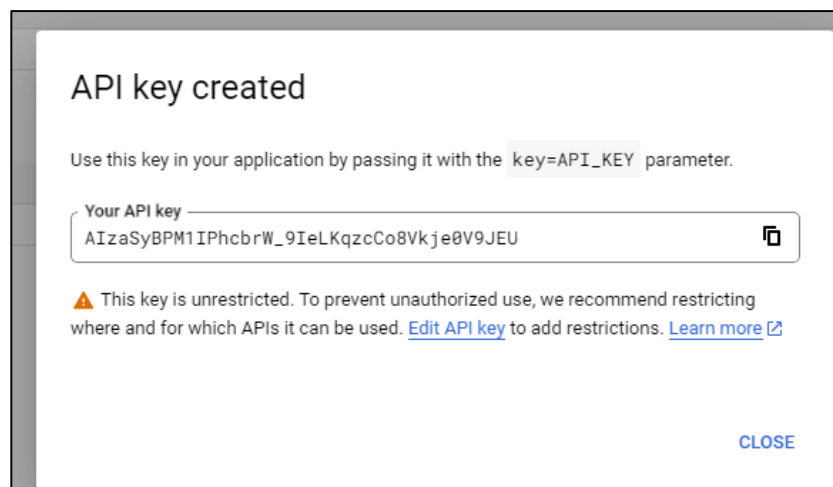 API key created
Use this key in your application by passing it with the key=API_KEY parameter.
Your API key
AIzaSyBPM1IPhcbrW_9IeLKqzcCo8Vkje0V9JEU
This key is unrestricted. To prevent unauthorized use, we recommend restricting
where and for which APIs it can be used. Edit API key to add restrictions. Learn more
CLOSE